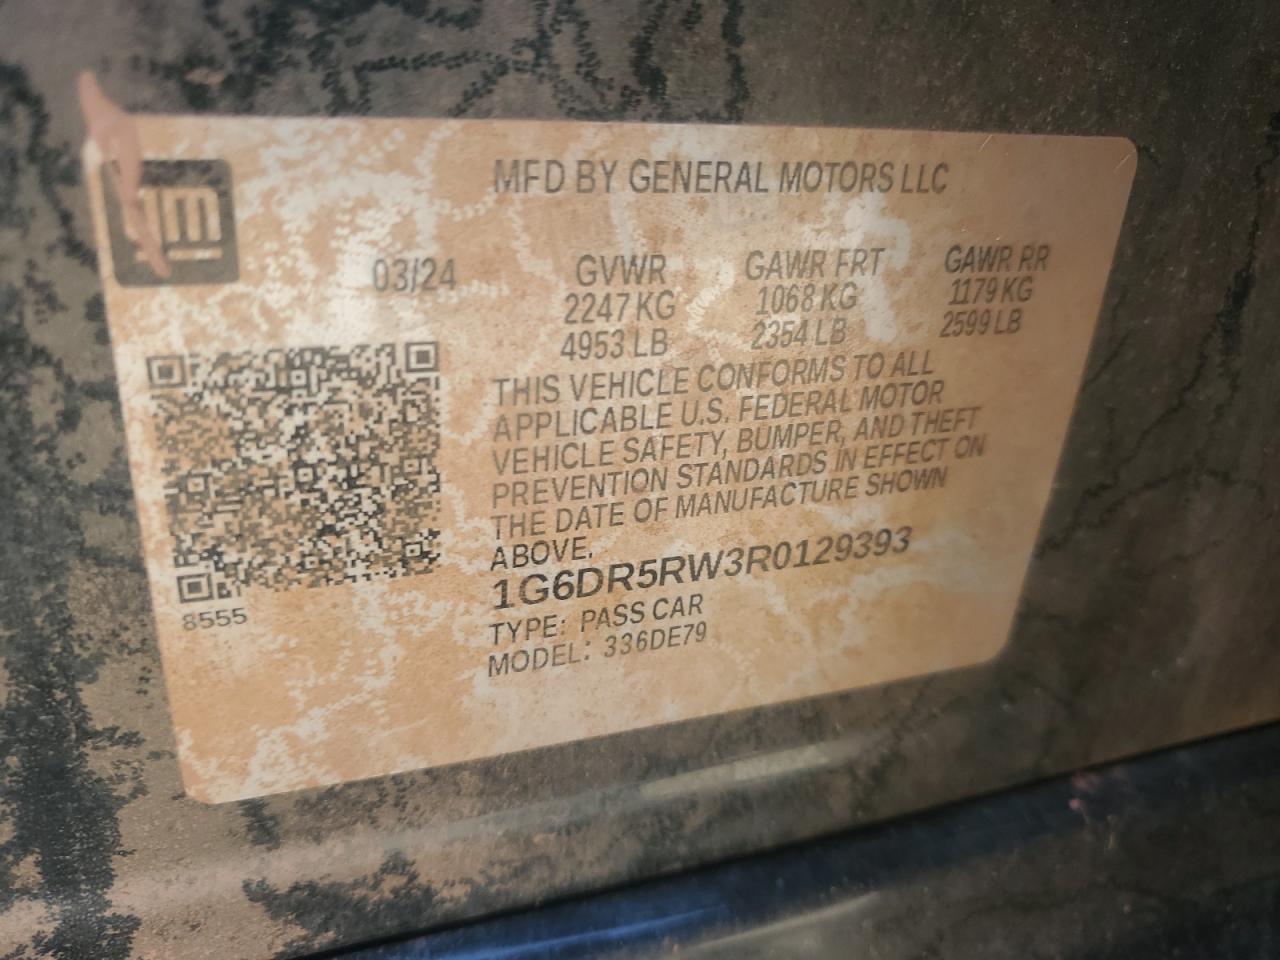 MFD BY GENERAL MOTORS LLC
03/24
GVWR GAWR FRT GAWR RR
2247 KG 1068 KG 1179 KG
4953 LB 2354 LB 2599 LB
THIS VEHICLE CONFORMS TO ALL
APPLICABLE U.S. FEDERAL MOTOR
VEHICLE SAFETY, BUMPER, AND THEFT
PREVENTION STANDARDS IN EFFECT ON
THE DATE OF MANUFACTURE SHOWN
ABOVE.
1G6DR5RW3R0129393
TYPE: PASS CAR
MODEL: 336DE79
8555